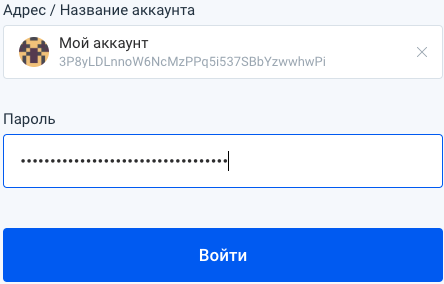 Адрес / Название аккаунта
Мой аккаунт
3P8yLDLnnoW6NcMzPPq5i537SBbYzwwhwPi
Пароль
••••••••••••••••••••••••••••••••••••
Войти